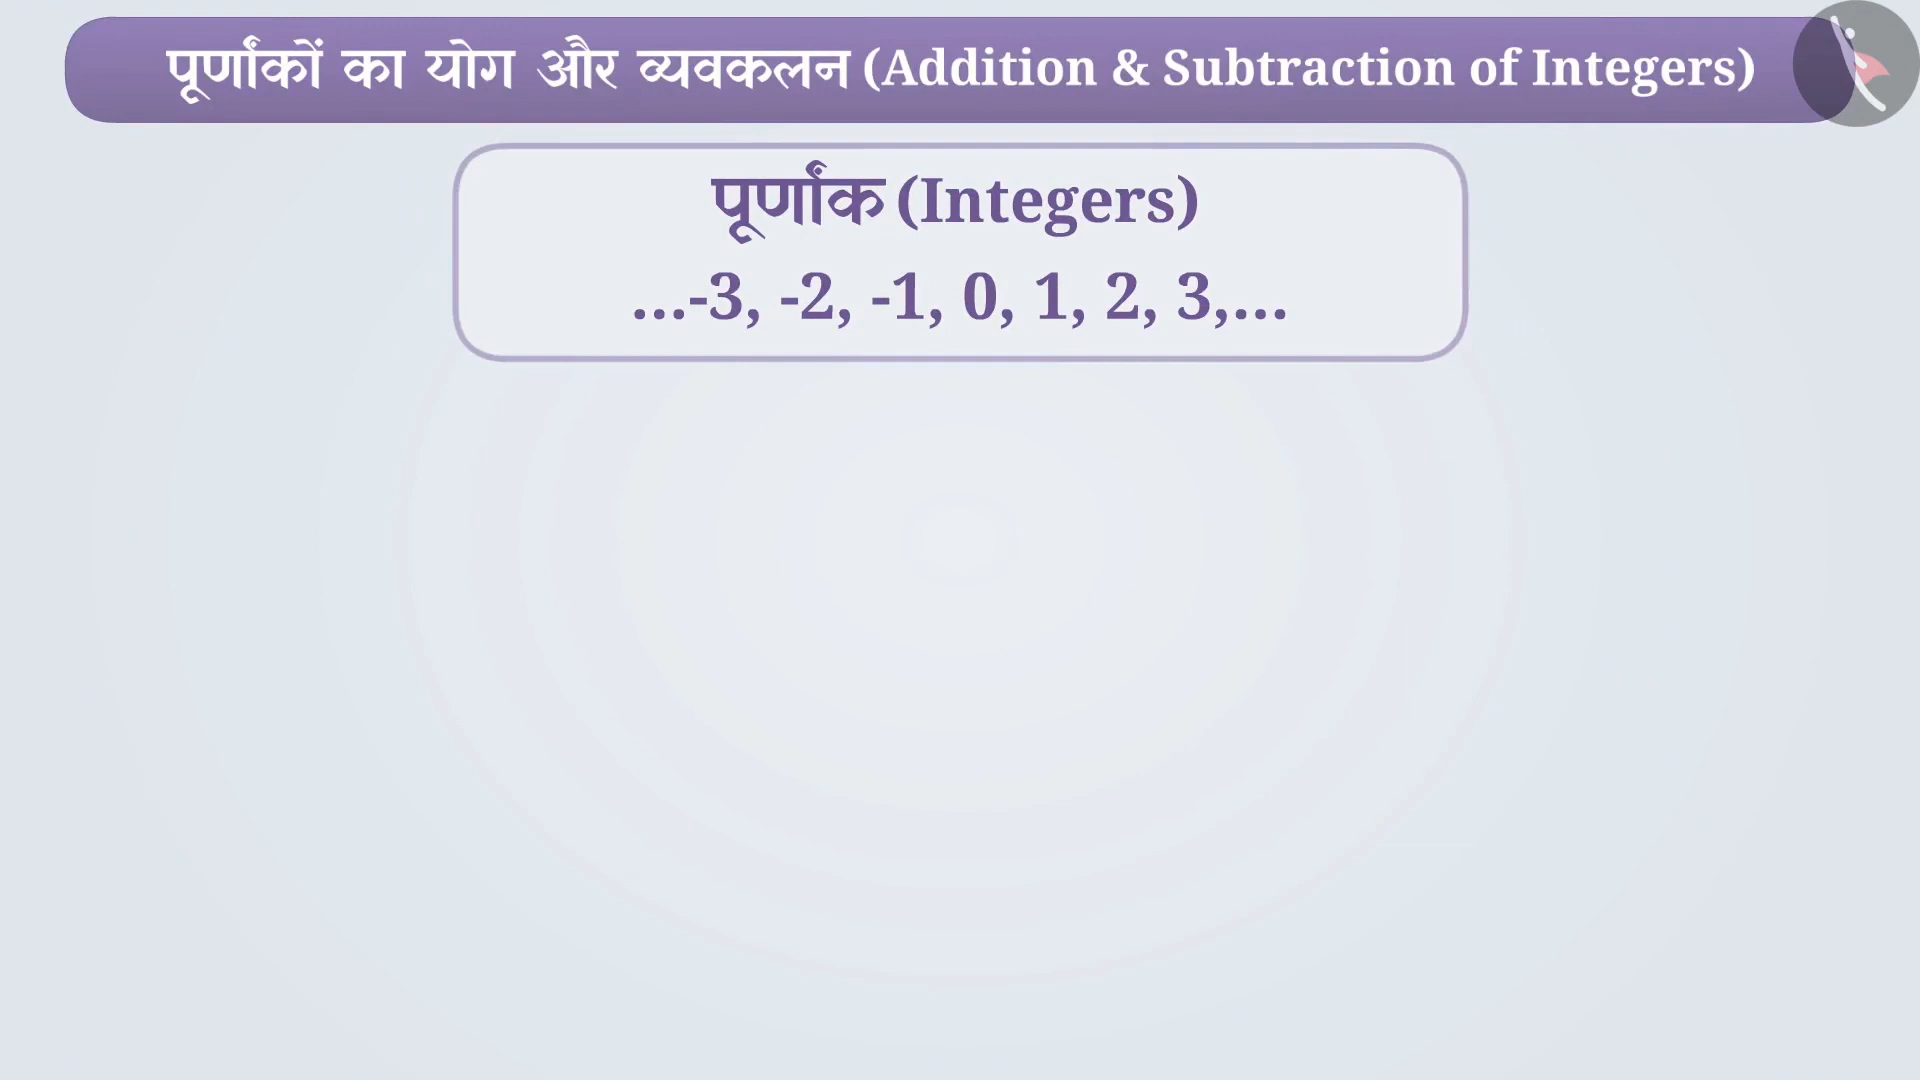 पूर्णांकों का योग और व्यवकलन (Addition & Subtraction of Integers)
पूर्णांक (Integers)
...-3, -2, -1, 0, 1, 2, 3,...